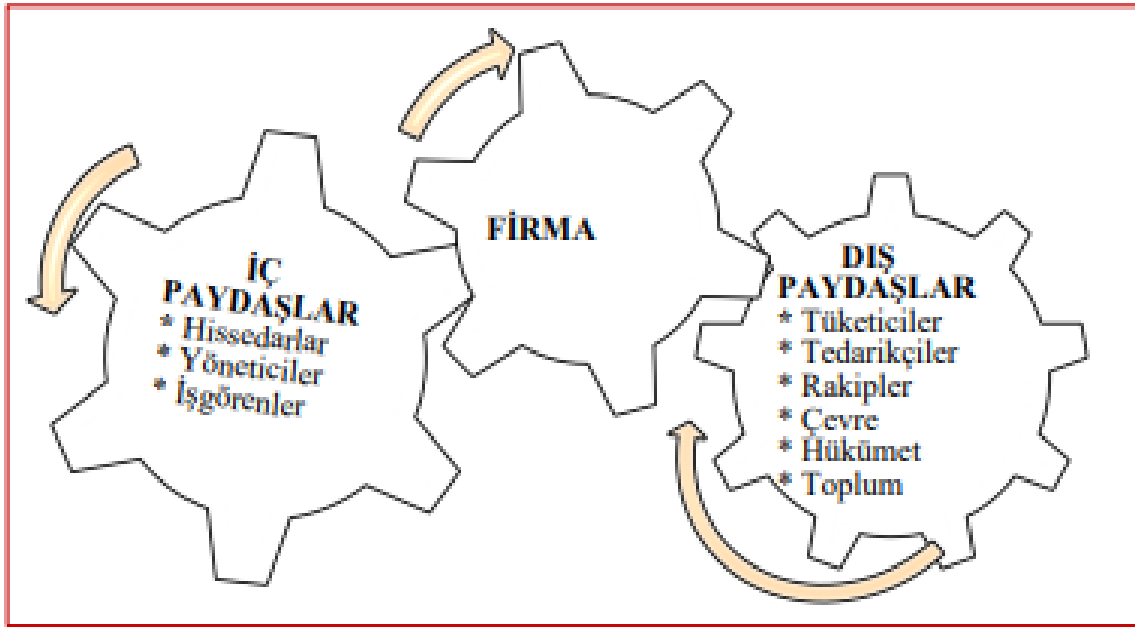 İÇ
PAYDAŞLAR
* Hissedarlar
* Yöneticiler
* İşgörenler
FİRMA
DIŞ
PAYDAŞLAR
* Tüketiciler
* Tedarikçiler
* Rakipler
* Çevre
* Hükümet
* Toplum